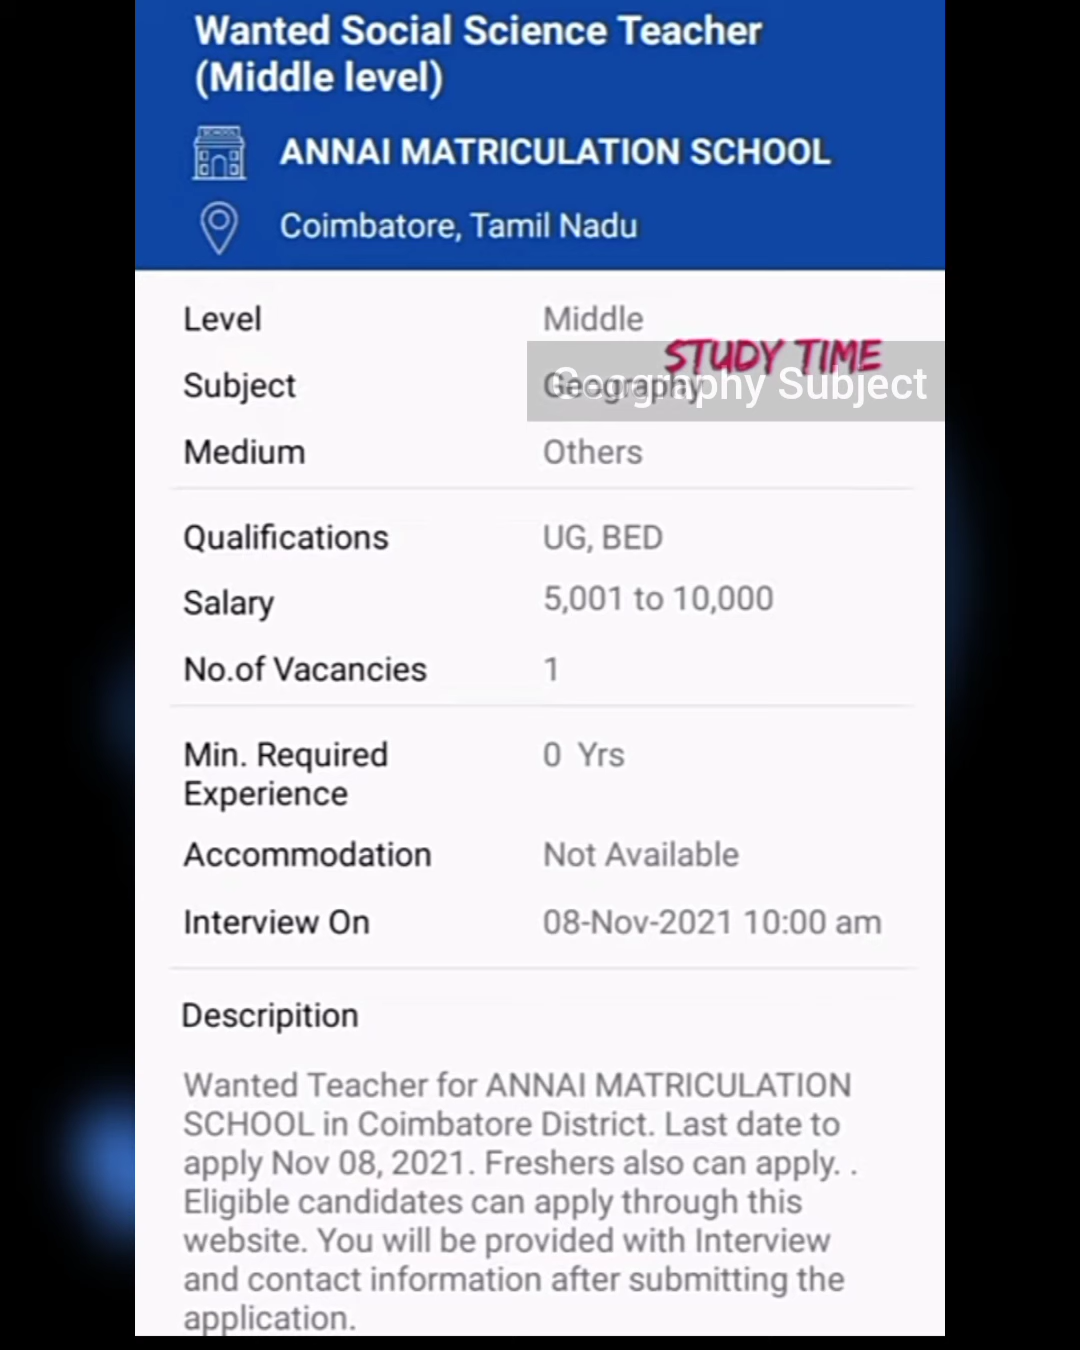 Wanted Social Science Teacher
(Middle level)
SCHOOL
ANNAI MATRICULATION SCHOOL
Coimbatore, Tamil Nadu
Level Middle
STUDY TIME
Subject Geography
Geography Subject
Medium Others
Qualifications UG, BED
Salary 5,001 to 10,000
No.of Vacancies 1
Min. Required 0 Yrs
Experience
Accommodation Not Available
Interview On 08-Nov-2021 10:00 am
Descripition
Wanted Teacher for ANNAI MATRICULATION
SCHOOL in Coimbatore District. Last date to
apply Nov 08, 2021. Freshers also can apply. .
Eligible candidates can apply through this
website. You will be provided with Interview
and contact information after submitting the
application.